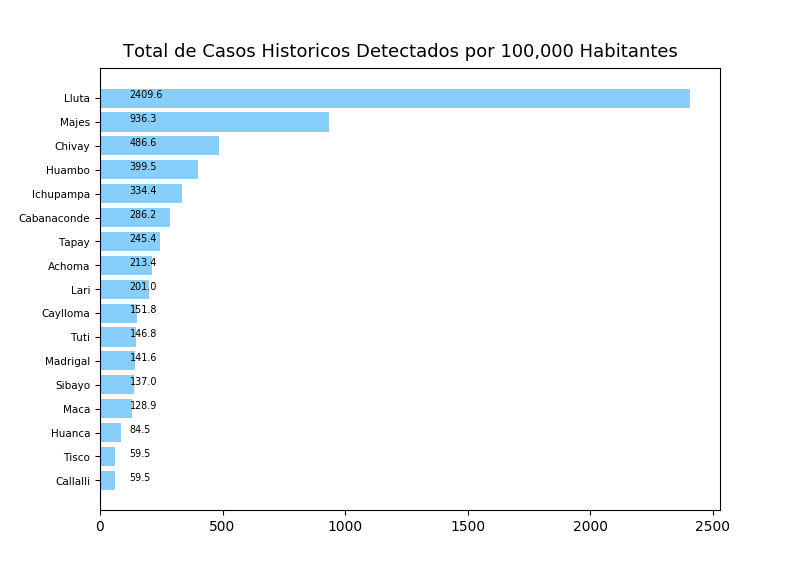 Total de Casos Historicos Detectados por 100,000 Habitantes
Lluta 2409.6
Majes 936.3
Chivay 486.6
Huambo 399.5
Ichupampa 334.4
Cabanaconde 286.2
Tapay 245.4
Achoma 213.4
Lari 201.0
Caylloma 151.8
Tuti 146.8
Madrigal 141.6
Sibayo 137.0
Maca 128.9
Huanca 84.5
Tisco 59.5
Callalli 59.5
0 500 1000 1500 2000 2500